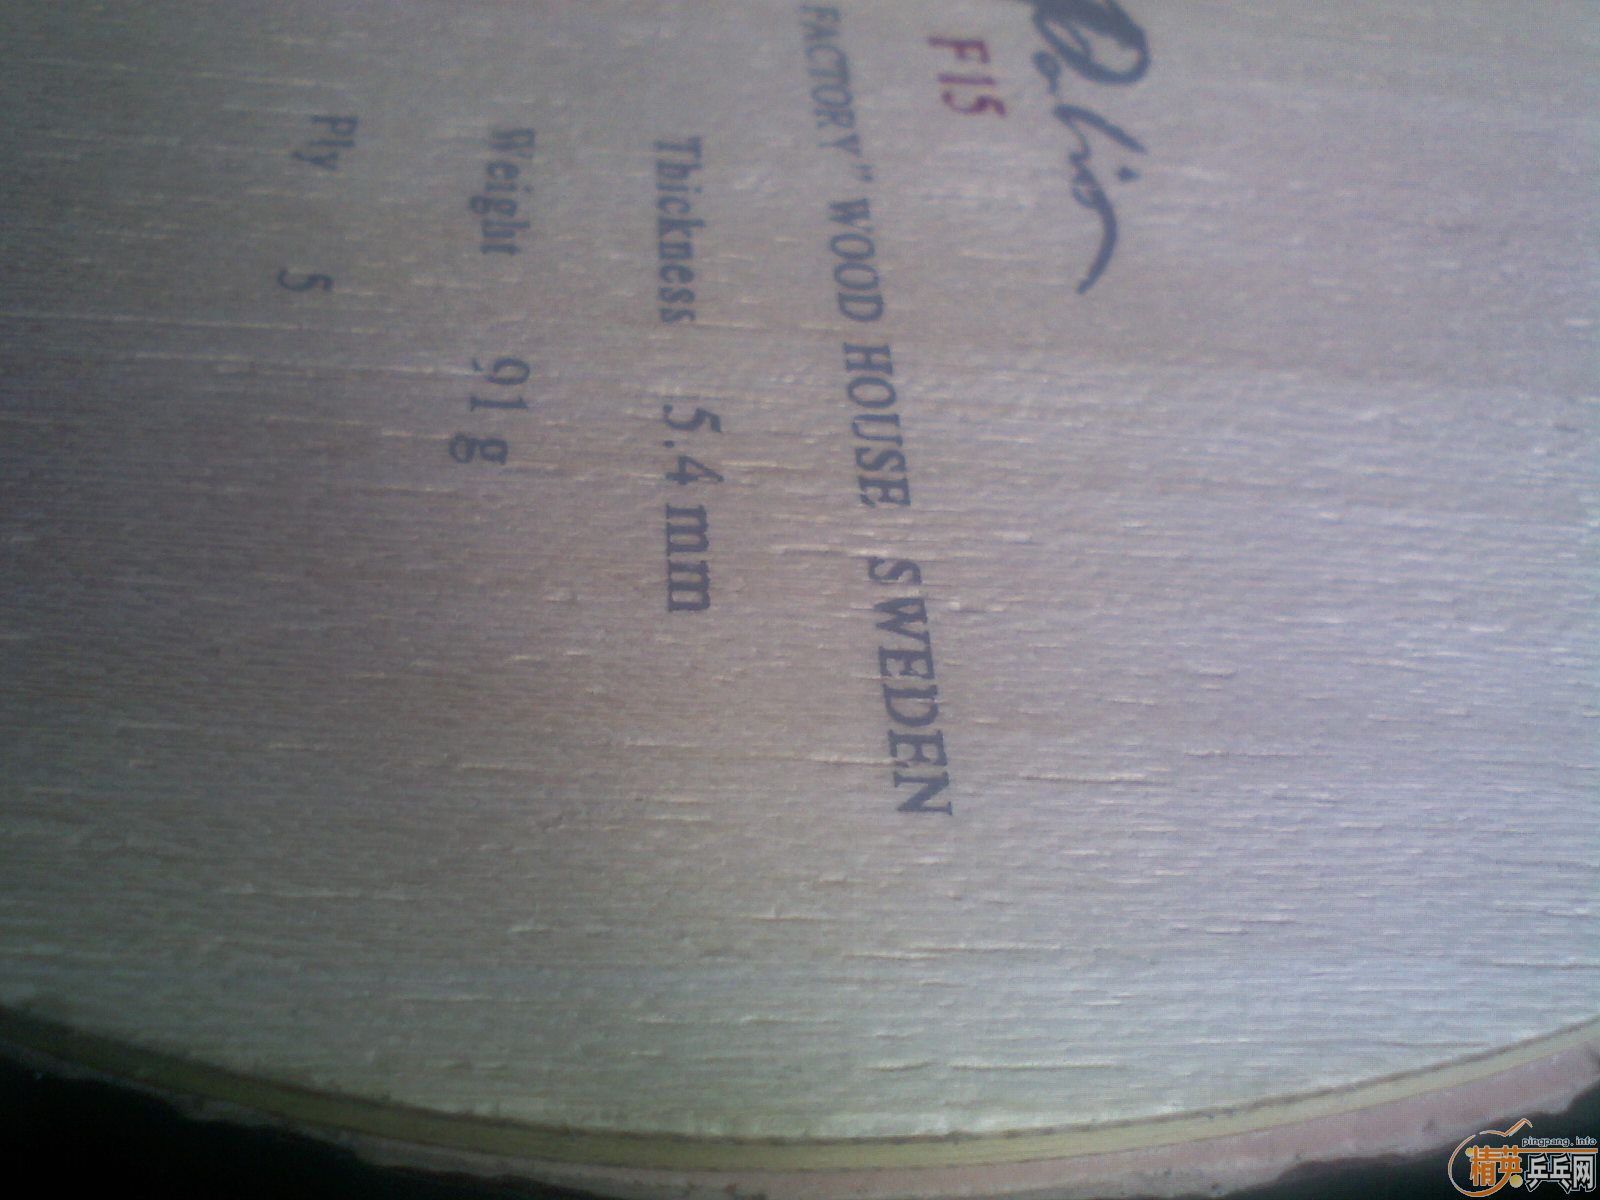 Palio
F15
FACTORY" WOOD HOUSE SWEDEN
Thickness 5.4 mm
Weight 91 g
Ply 5
pingpang.info
精英乒乓网